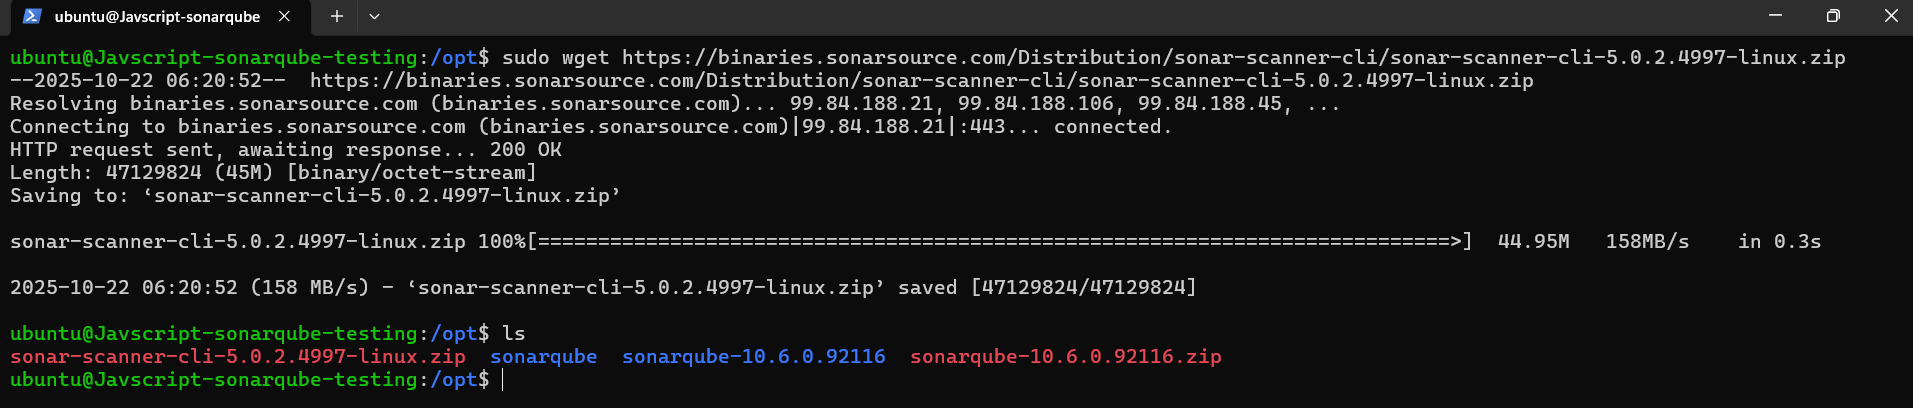 ubuntu@Javscript-sonarqube
ubuntu@Javscript-sonarqube-testing:/opt$ sudo wget https://binaries.sonarsource.com/Distribution/sonar-scanner-cli/sonar-scanner-cli-5.0.2.4997-linux.zip
--2025-10-22 06:20:52--  https://binaries.sonarsource.com/Distribution/sonar-scanner-cli/sonar-scanner-cli-5.0.2.4997-linux.zip
Resolving binaries.sonarsource.com (binaries.sonarsource.com)... 99.84.188.21, 99.84.188.106, 99.84.188.45, ...
Connecting to binaries.sonarsource.com (binaries.sonarsource.com)|99.84.188.21|:443... connected.
HTTP request sent, awaiting response... 200 OK
Length: 47129824 (45M) [binary/octet-stream]
Saving to: ‘sonar-scanner-cli-5.0.2.4997-linux.zip’
sonar-scanner-cli-5.0.2.4997-linux.zip 100%[============================================================================>]  44.95M   158MB/s    in 0.3s
2025-10-22 06:20:52 (158 MB/s) - ‘sonar-scanner-cli-5.0.2.4997-linux.zip’ saved [47129824/47129824]
ubuntu@Javscript-sonarqube-testing:/opt$ ls
sonar-scanner-cli-5.0.2.4997-linux.zip  sonarqube  sonarqube-10.6.0.92116  sonarqube-10.6.0.92116.zip
ubuntu@Javscript-sonarqube-testing:/opt$